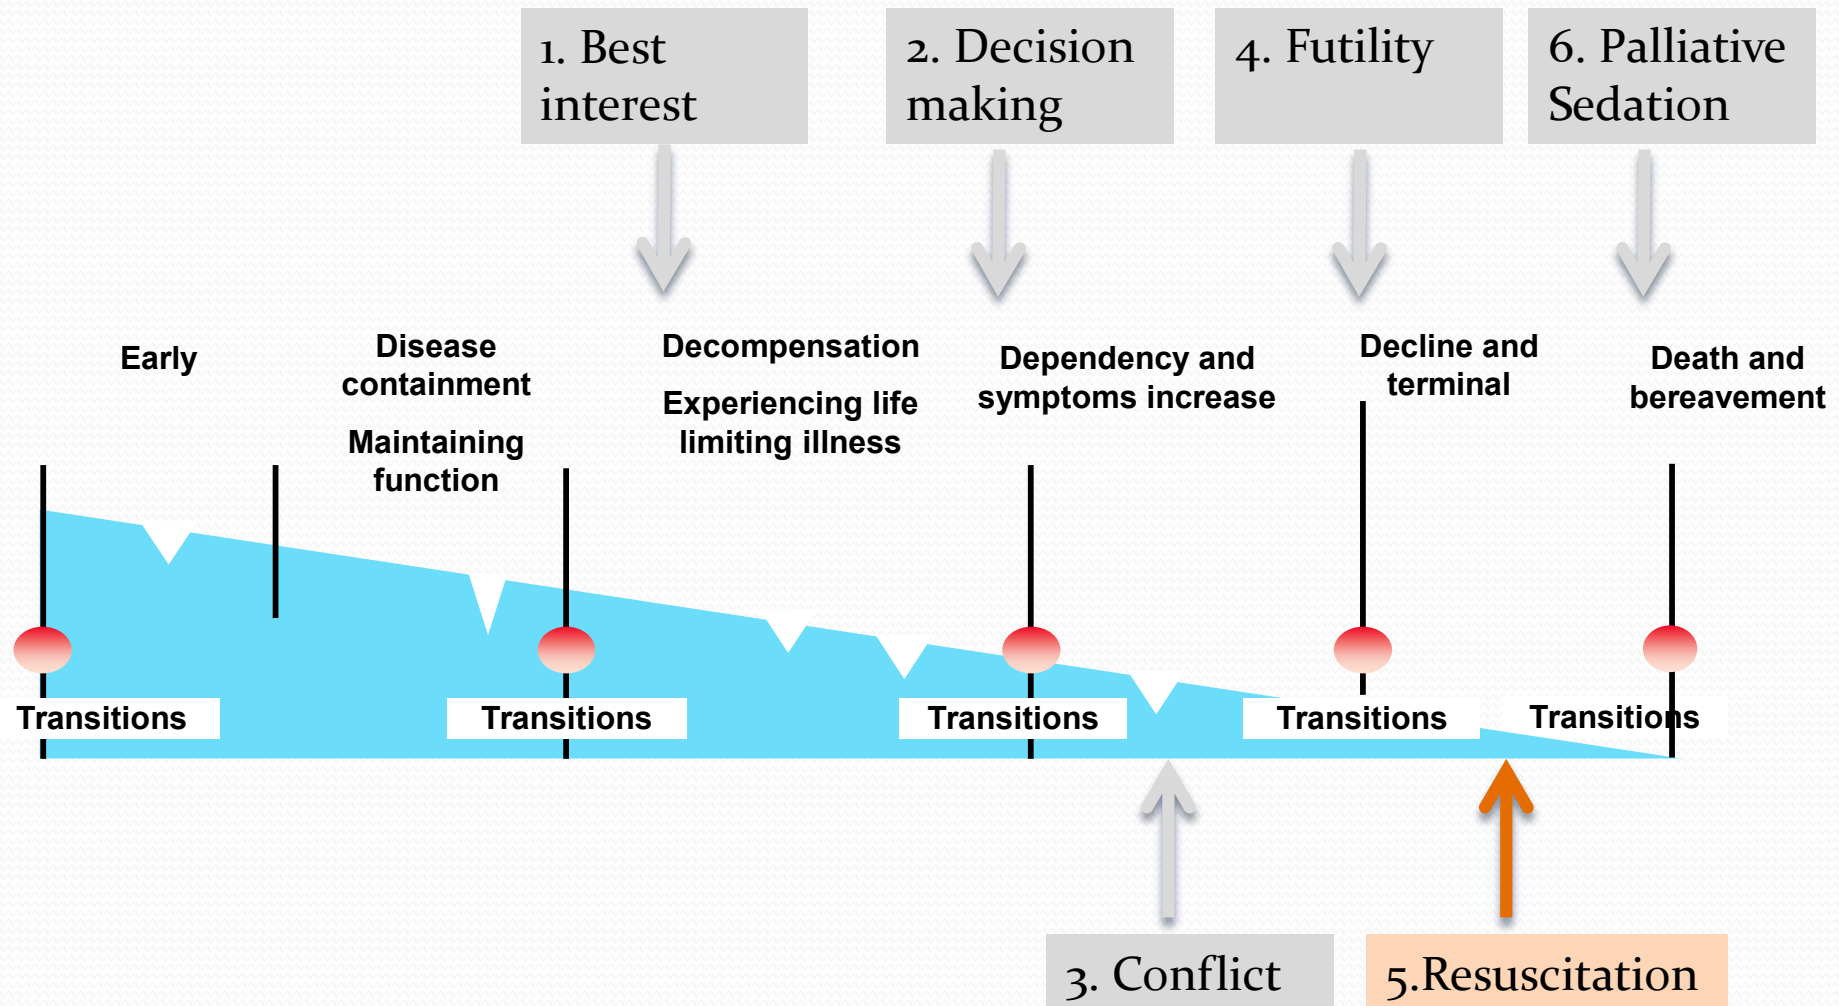 1. Best
interest
2. Decision
making
4. Futility
6. Palliative
Sedation
Early
Disease
containment
Maintaining
function
Decompensation
Experiencing life
limiting illness
Dependency and
symptoms increase
Decline and
terminal
Death and
bereavement
Transitions
Transitions
Transitions
Transitions
Transitions
3. Conflict
5.Resuscitation